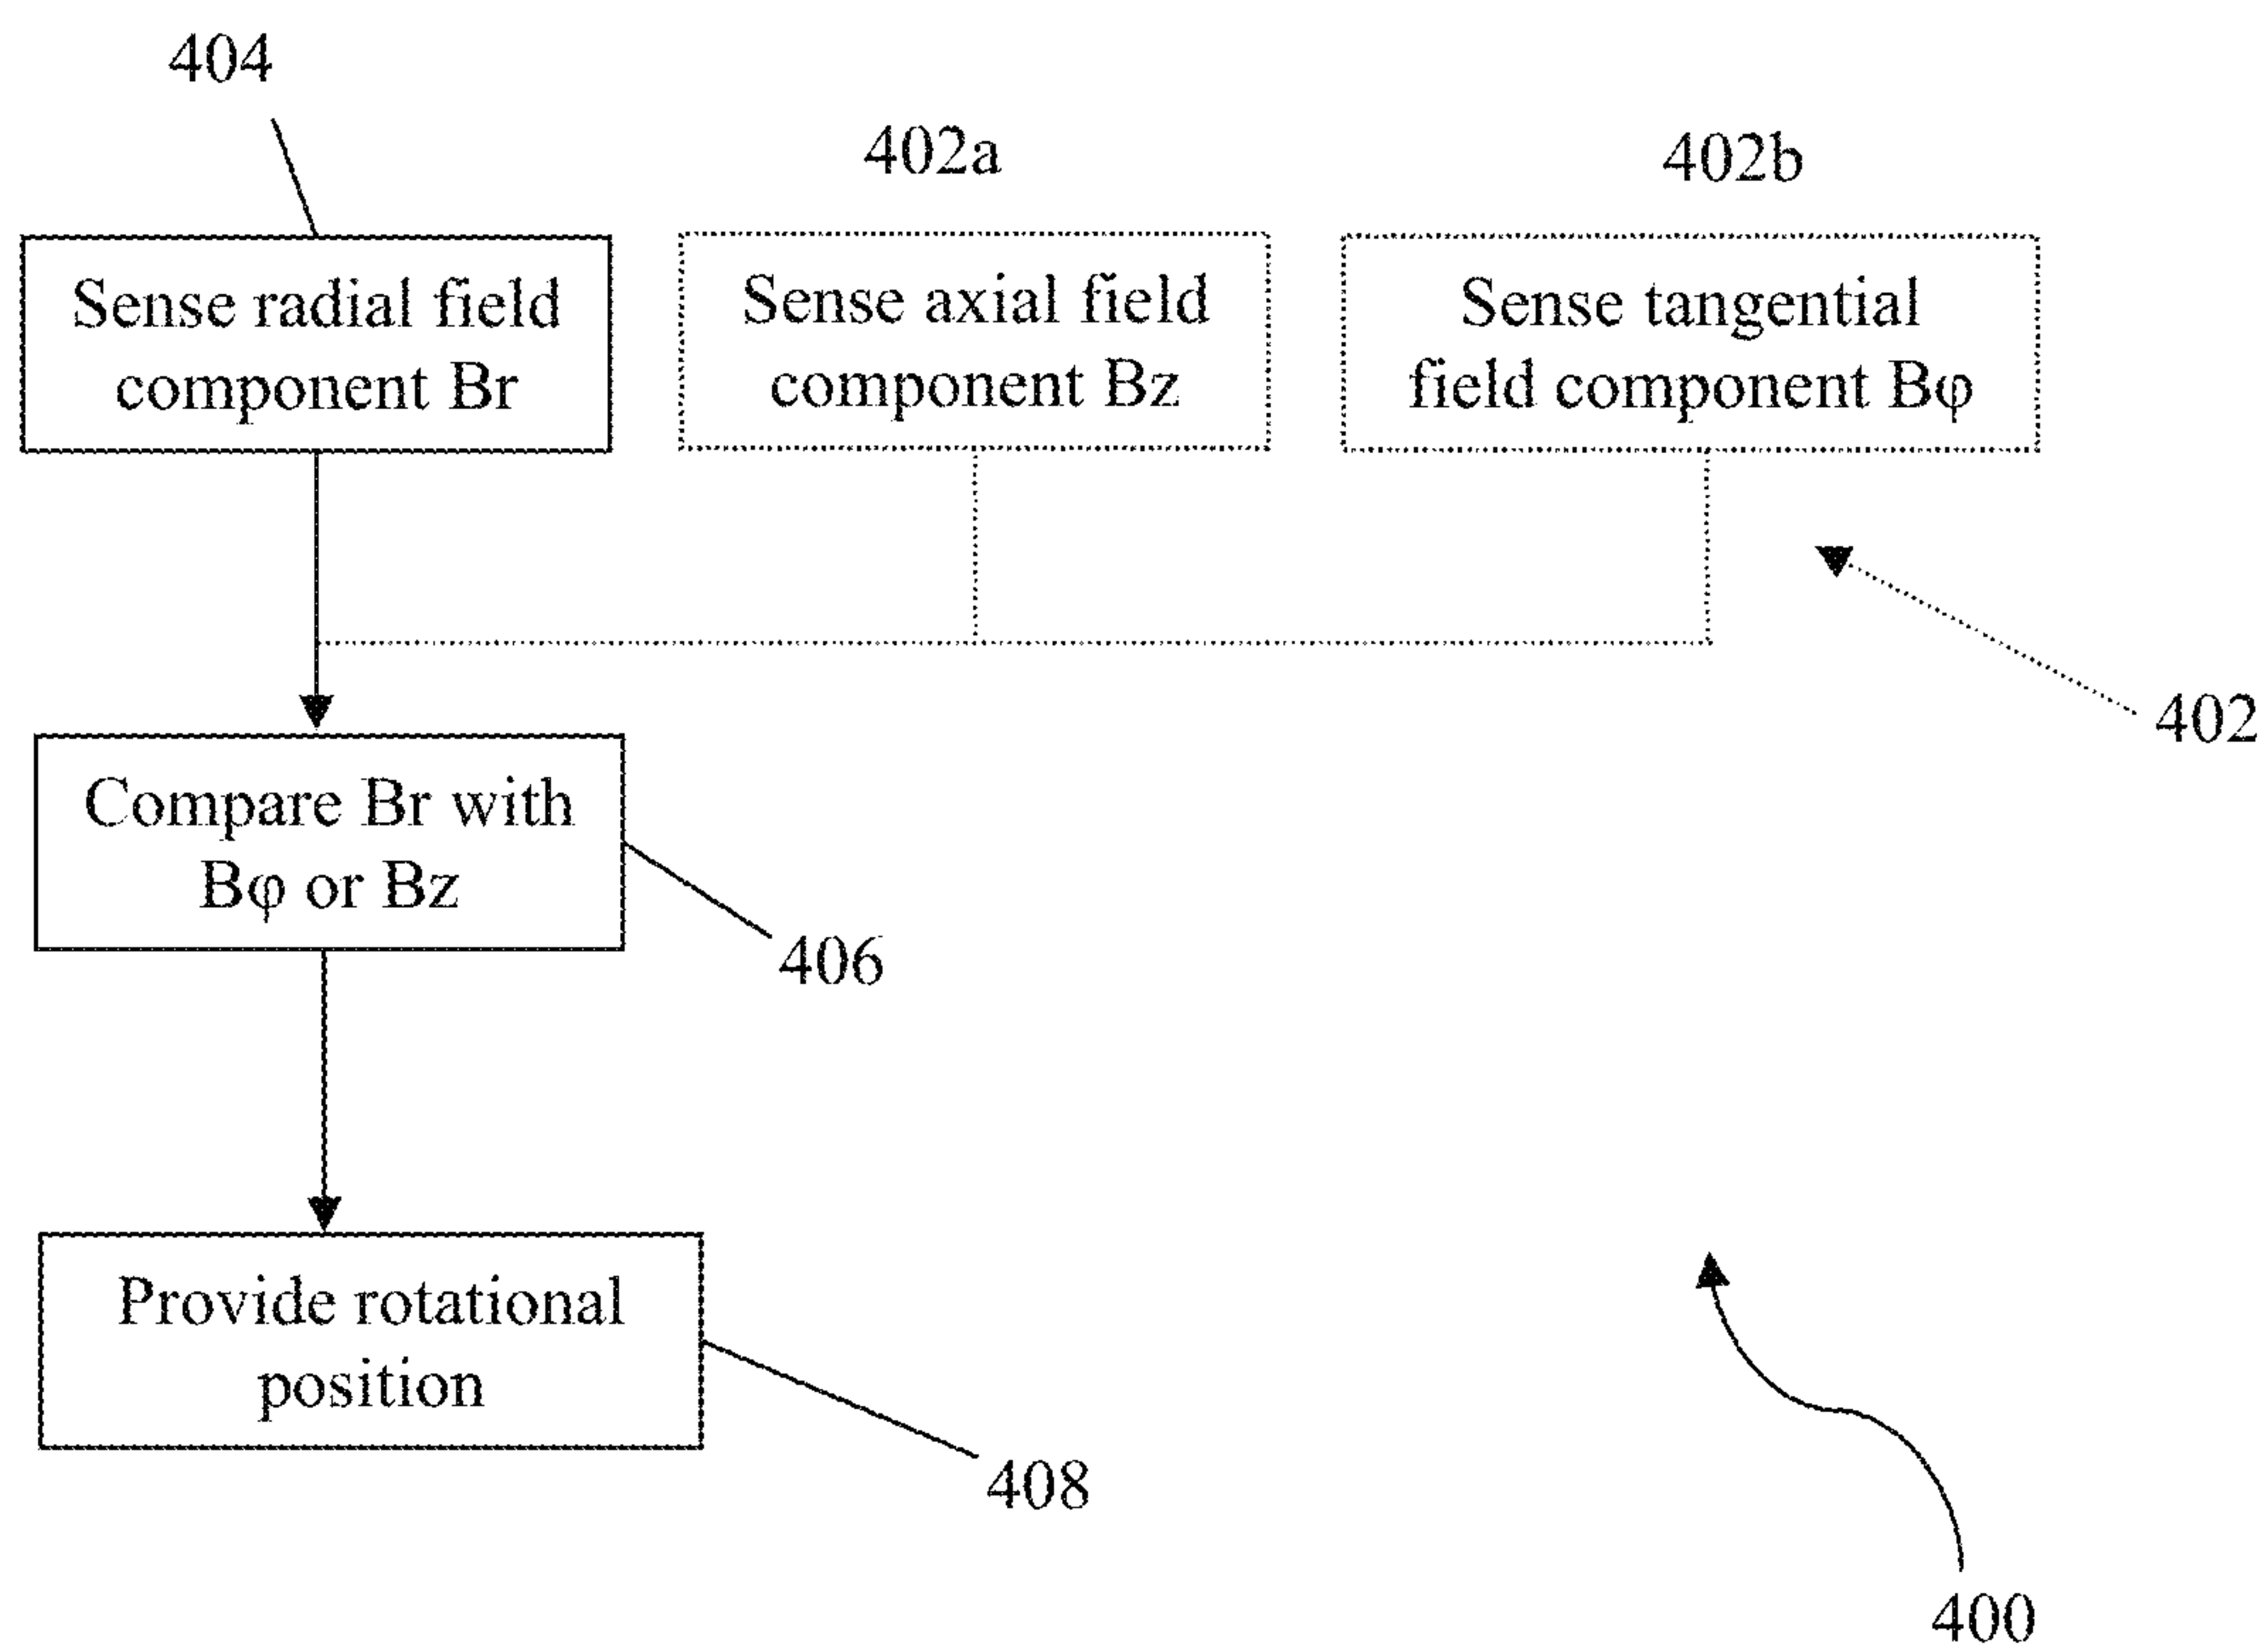 404
402a
402b
Sense radial field
component Br
Sense axial field
component Bz
Sense tangential
field component Bφ
402
Compare Br with
Bφ or Bz
406
Provide rotational
position
408
400